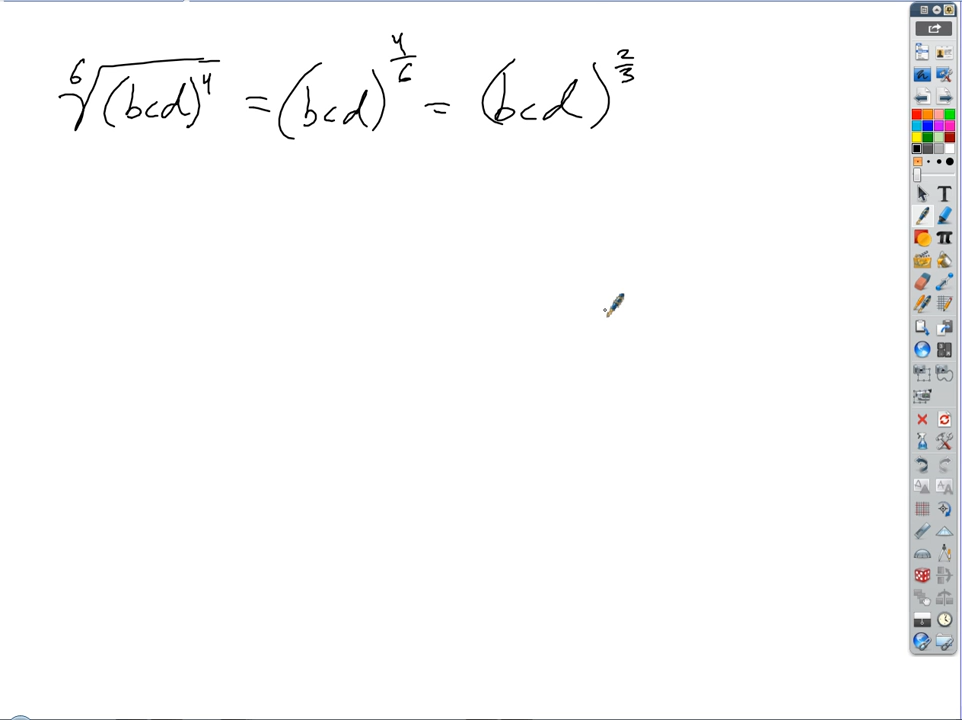 ⁶√(bcd)⁴ = (bcd)^(4/6) = (bcd)^(2/3)